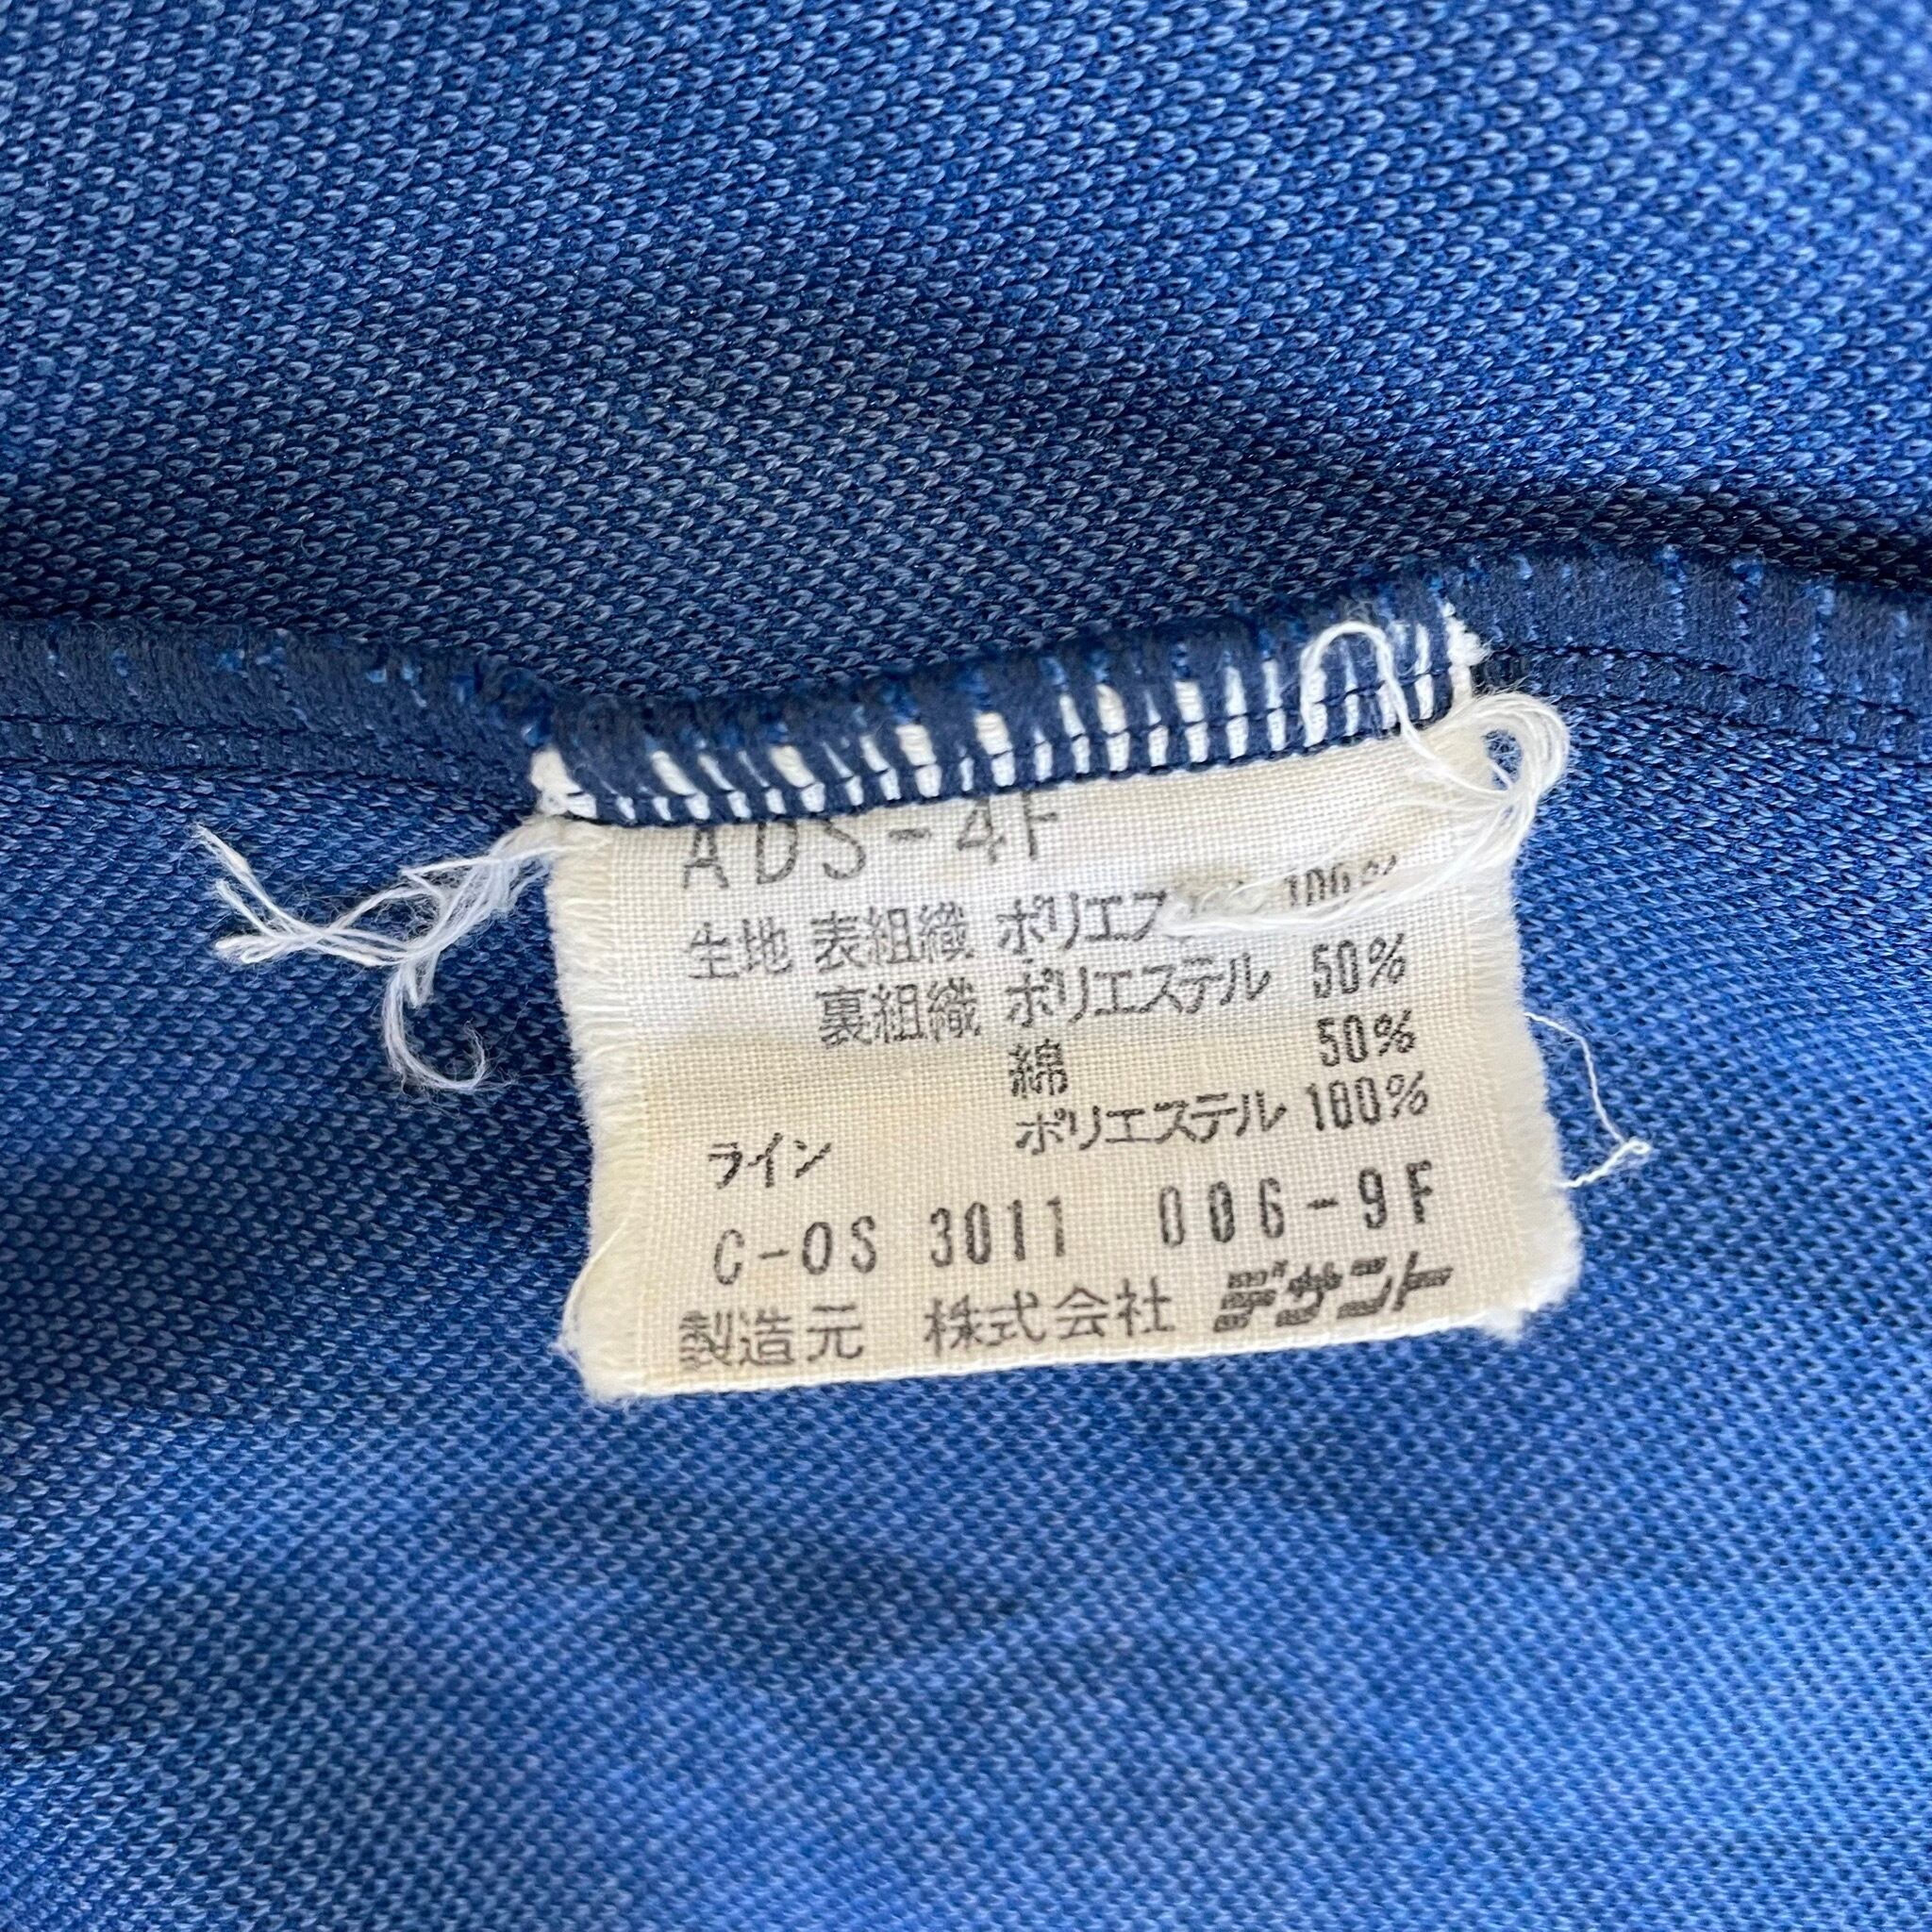 ADS-4F
生地 表組織 ポリエス 100%
裏組織 ポリエステル 50%
綿 50%
ライン ポリエステル 100%
C-OS 3011 006-9F
製造元 株式会社 デサント